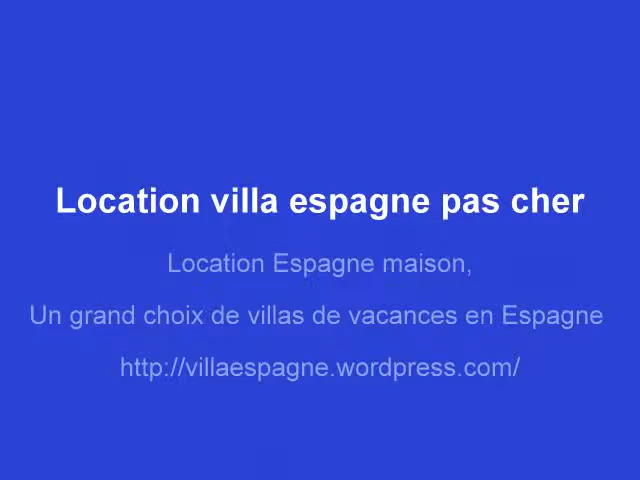 Location villa espagne pas cher
Location Espagne maison,
Un grand choix de villas de vacances en Espagne
http://villaespagne.wordpress.com/